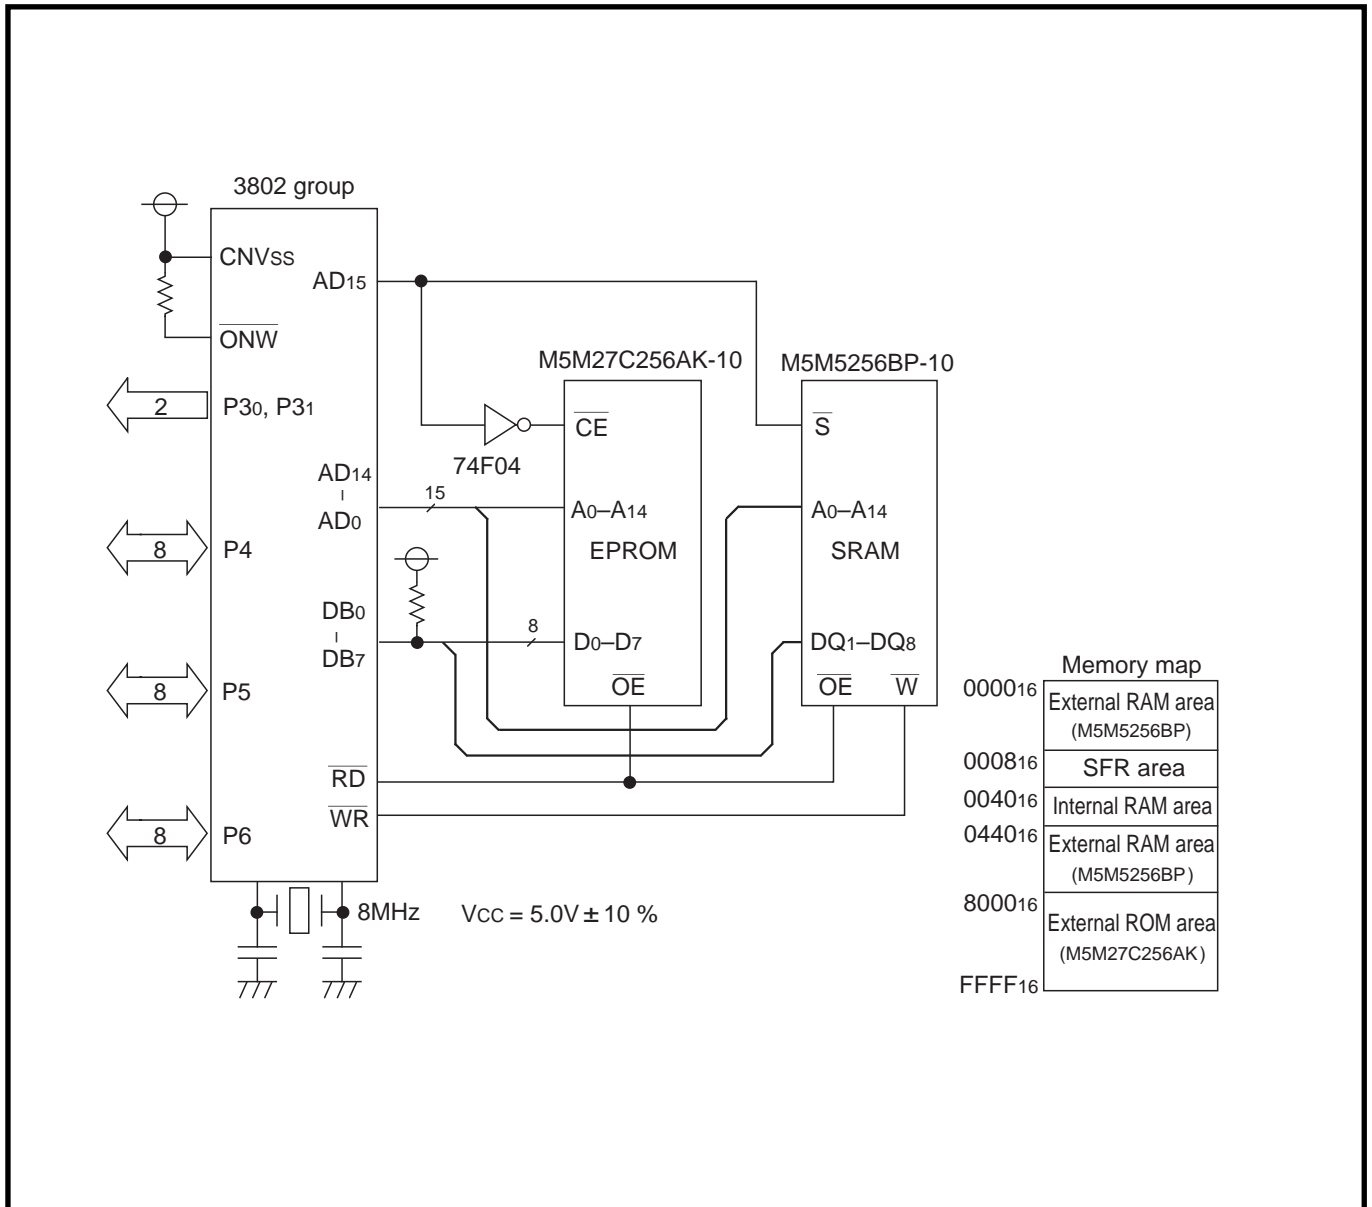 3802 group
CNVSS
AD15
ONW
M5M27C256AK-10
M5M5256BP-10
2
P30, P31
CE
S
74F04
AD14
–
AD0
15
A0–A14
A0–A14
8
P4
EPROM
SRAM
DB0
–
DB7
8
D0–D7
DQ1–DQ8
8
P5
OE
OE
W
RD
WR
8
P6
8MHz
VCC = 5.0V ± 10 %
Memory map
000016
External RAM area
(M5M5256BP)
000816
SFR area
004016
Internal RAM area
044016
External RAM area
(M5M5256BP)
800016
External ROM area
(M5M27C256AK)
FFFF16